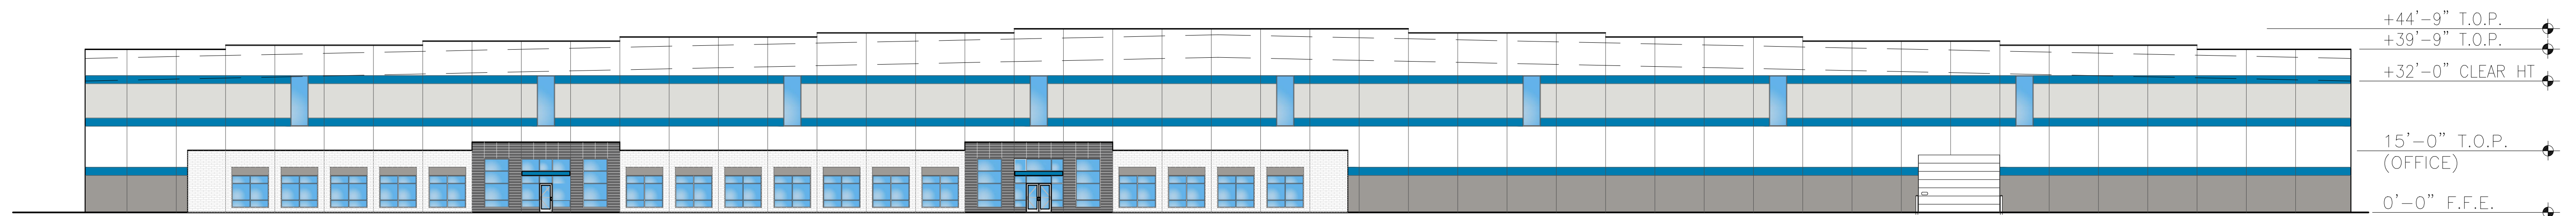 +44'-9" T.O.P.
+39'-9" T.O.P.
+32'-0" CLEAR HT
15'-0" T.O.P.
(OFFICE)
0'-0" F.F.E.